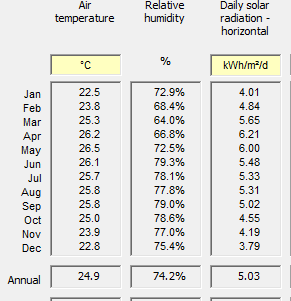 Air Relative Daily solar
temperature humidity radiation -
horizontal
°C % kWh/m²/d
Jan 22.5 72.9% 4.01
Feb 23.8 68.4% 4.84
Mar 25.3 64.0% 5.65
Apr 26.2 66.8% 6.21
May 26.5 72.5% 6.00
Jun 26.1 79.3% 5.48
Jul 25.7 78.1% 5.33
Aug 25.8 77.8% 5.31
Sep 25.8 79.0% 5.02
Oct 25.0 78.6% 4.55
Nov 23.9 77.0% 4.19
Dec 22.8 75.4% 3.79
Annual 24.9 74.2% 5.03